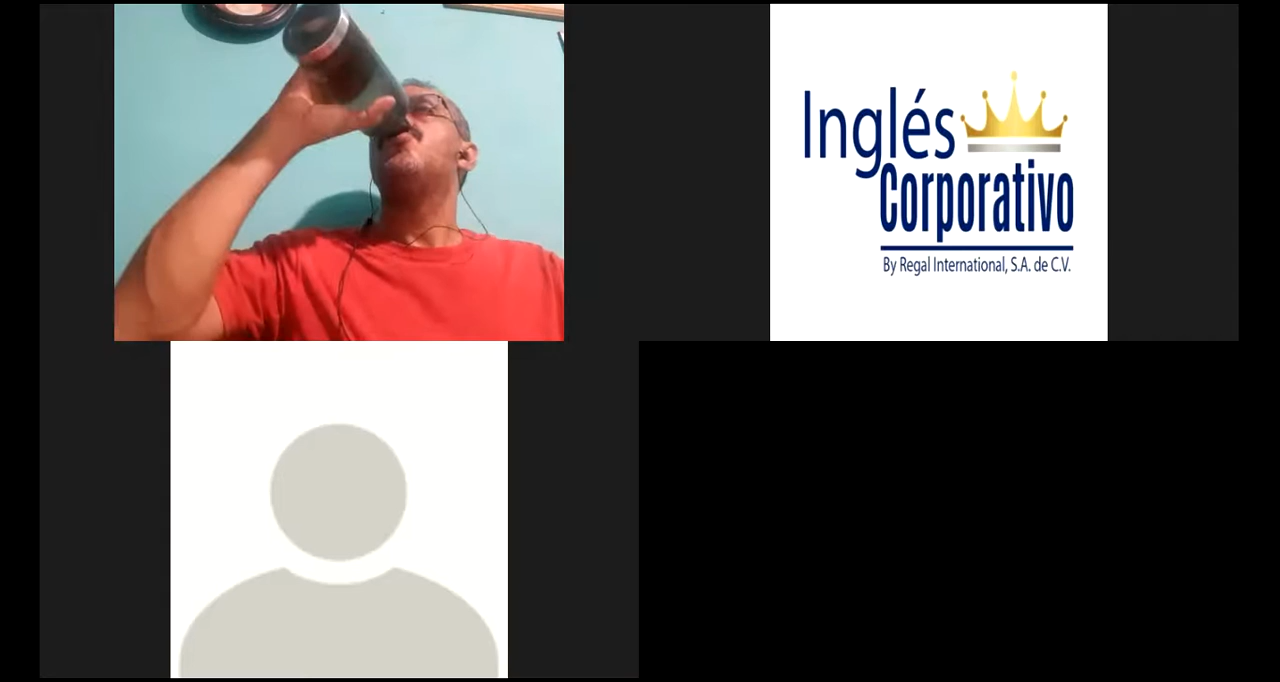 Inglés
Corporativo
By Regal International, S.A. de C.V.